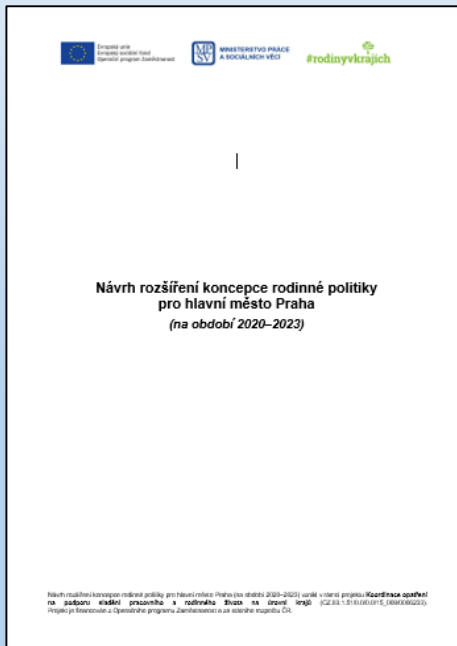 Evropská unie
Evropský sociální fond
Operační program Zaměstnanost
MP
SV
MINISTERSTVO PRÁCE
A SOCIÁLNÍCH VĚCÍ
#rodinyvkrajích
Návrh rozšíření koncepce rodinné politiky
pro hlavní město Praha
(na období 2020–2023)
Návrh rozšíření koncepce rodinné politiky pro hlavní město Praha (na období 2020–2023) vznikl v rámci projektu Koordinace opatření
na podporu sladění pracovního a rodinného života na úrovni krajů
Projekt je financován z Operačního programu Zaměstnanost a ze státního rozpočtu ČR.